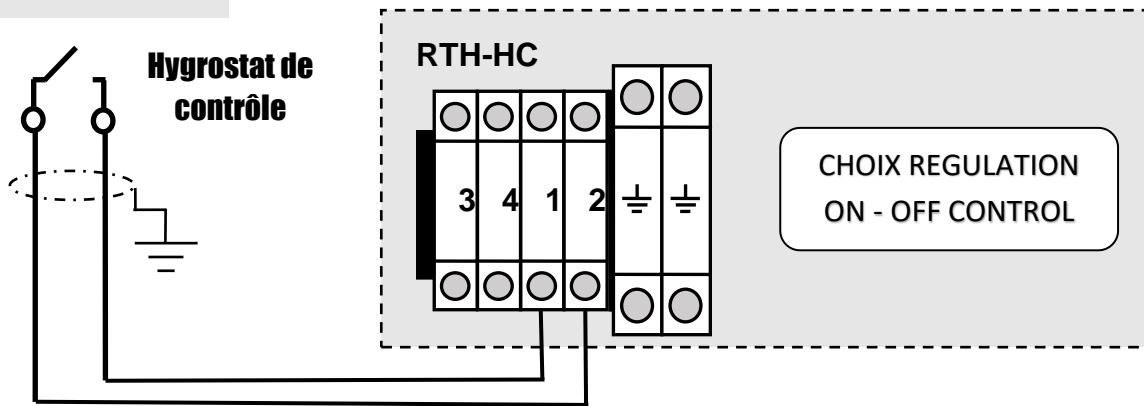 Hygrostat de
contrôle
RTH-HC
3 4 1 2
CHOIX REGULATION
ON - OFF CONTROL